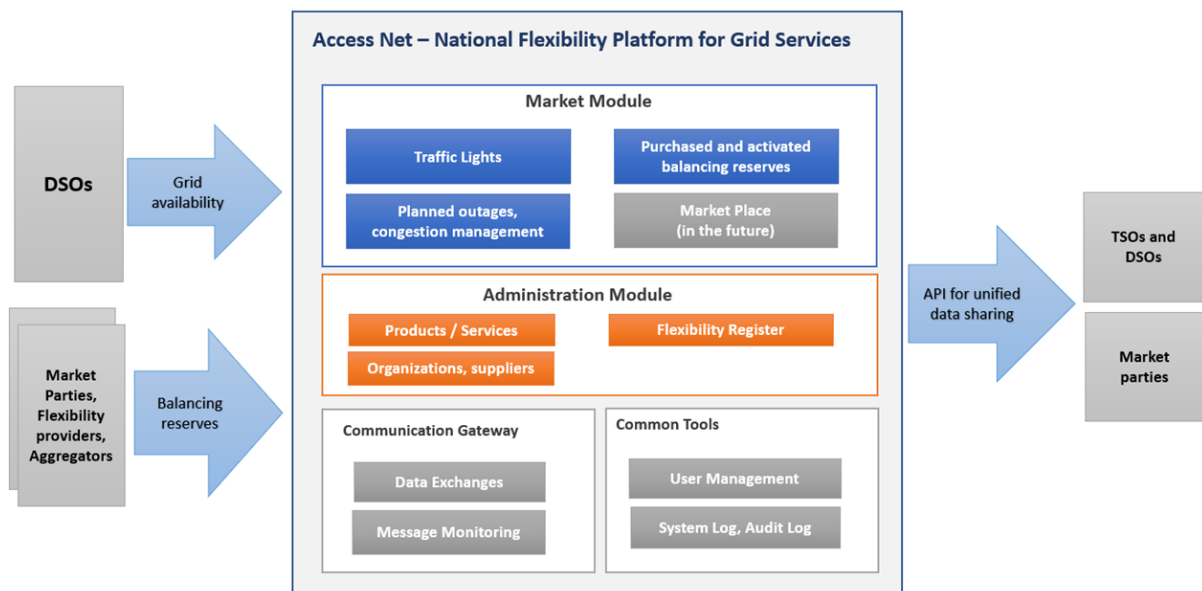 Access Net – National Flexibility Platform for Grid Services
DSOs
Grid
availability
Market Parties,
Flexibility
providers,
Aggregators
Balancing
reserves
Market Module
Traffic Lights
Purchased and activated
balancing reserves
Planned outages,
congestion management
Market Place
(in the future)
Administration Module
Products / Services
Flexibility Register
Organizations, suppliers
Communication Gateway
Data Exchanges
Message Monitoring
Common Tools
User Management
System Log, Audit Log
API for unified
data sharing
TSOs and
DSOs
Market
parties